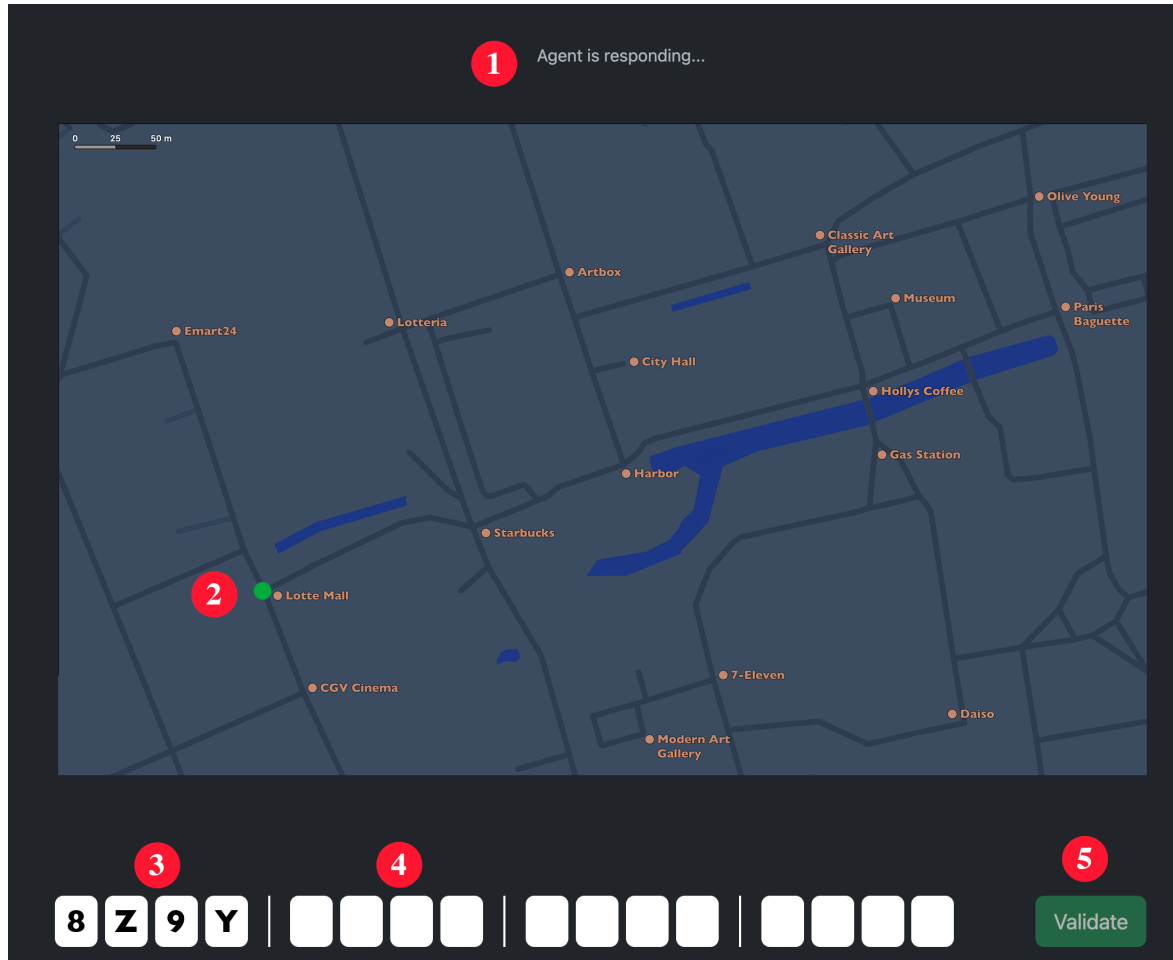 1 Agent is responding...
0 25 50 m
Olive Young
Classic Art
Gallery
Artbox
Museum
Paris
Baguette
Lotteria
Emart24
City Hall
Hollys Coffee
Gas Station
Harbor
Starbucks
2 Lotte Mall
7-Eleven
CGV Cinema
Daiso
Modern Art
Gallery
3 4 5
8 Z 9 Y Validate